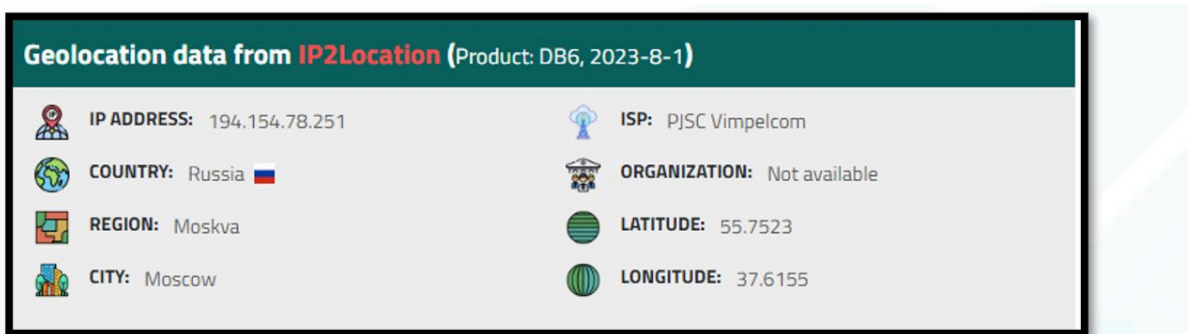 Geolocation data from IP2Location (Product: DB6, 2023-8-1)
IP ADDRESS: 194.154.78.251
ISP: PJSC Vimpelcom
COUNTRY: Russia
ORGANIZATION: Not available
REGION: Moskva
LATITUDE: 55.7523
CITY: Moscow
LONGITUDE: 37.6155